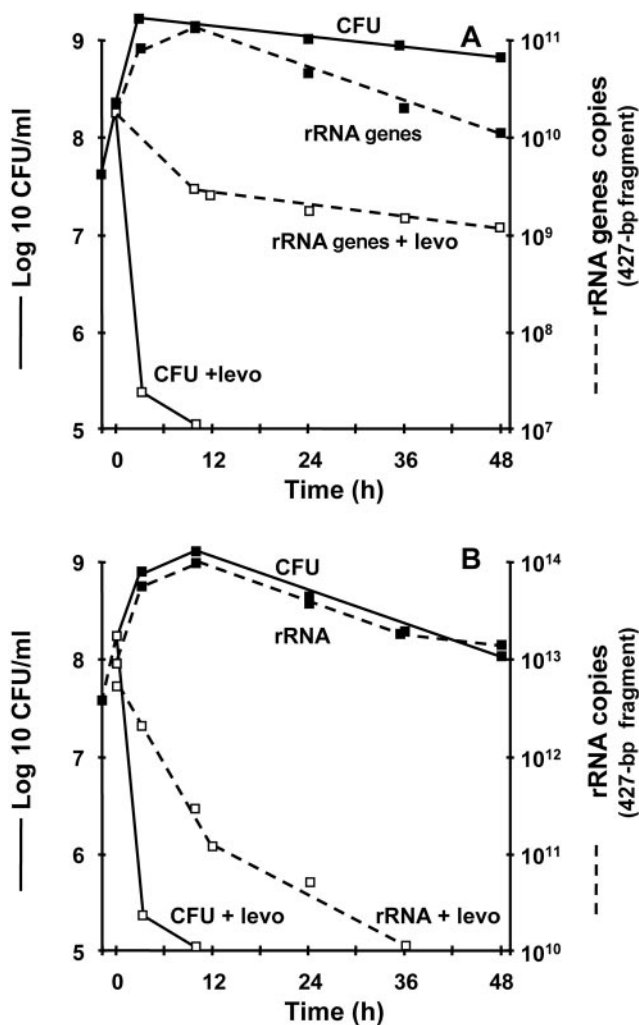 A
CFU
rRNA genes
rRNA genes + levo
CFU +levo
9
8
7
6
5
Log 10 CFU/ml
10¹¹
10¹⁰
10⁹
10⁸
10⁷
rRNA genes copies
(427-bp fragment)
0 12 24 36 48
Time (h)
B
CFU
rRNA
CFU + levo
rRNA + levo
9
8
7
6
5
Log 10 CFU/ml
10¹⁴
10¹³
10¹²
10¹¹
10¹⁰
rRNA copies
(427-bp fragment)
0 12 24 36 48
Time (h)